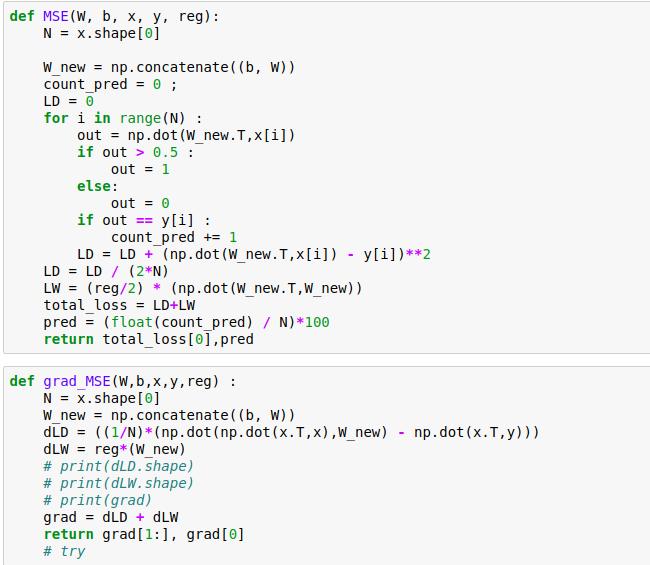 def MSE(W, b, x, y, reg):
    N = x.shape[0]

    W_new = np.concatenate((b, W))
    count_pred = 0 ;
    LD = 0
    for i in range(N) :
        out = np.dot(W_new.T,x[i])
        if out > 0.5 :
            out = 1
        else:
            out = 0
        if out == y[i] :
            count_pred += 1
        LD = LD + (np.dot(W_new.T,x[i]) - y[i])**2
    LD = LD / (2*N)
    LW = (reg/2) * (np.dot(W_new.T,W_new))
    total_loss = LD+LW
    pred = (float(count_pred) / N)*100
    return total_loss[0],pred

def grad_MSE(W,b,x,y,reg) :
    N = x.shape[0]
    W_new = np.concatenate((b, W))
    dLD = ((1/N)*(np.dot(np.dot(x.T,x),W_new) - np.dot(x.T,y)))
    dLW = reg*(W_new)
    # print(dLD.shape)
    # print(dLW.shape)
    # print(grad)
    grad = dLD + dLW
    return grad[1:], grad[0]
    # try